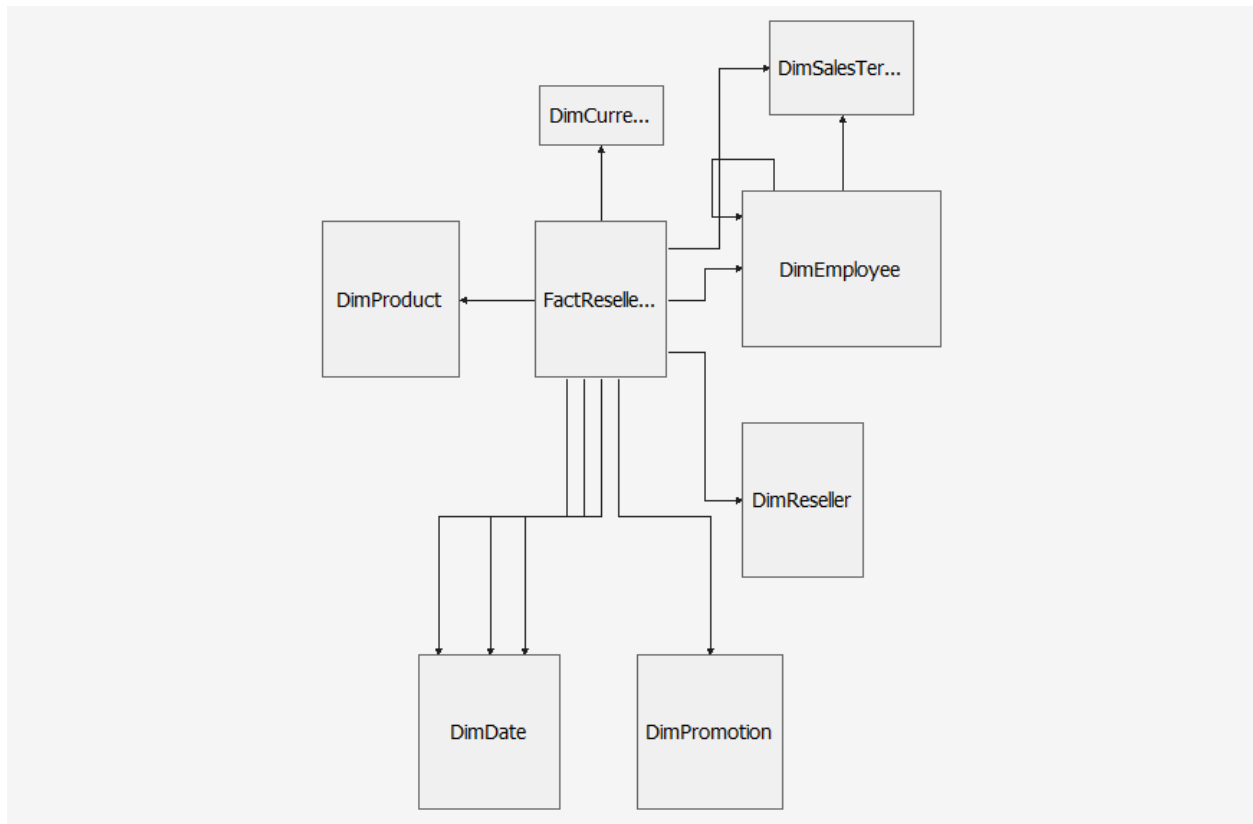 DimSalesTer...
DimCurre...
DimEmployee
DimProduct
FactReselle...
DimReseller
DimDate
DimPromotion